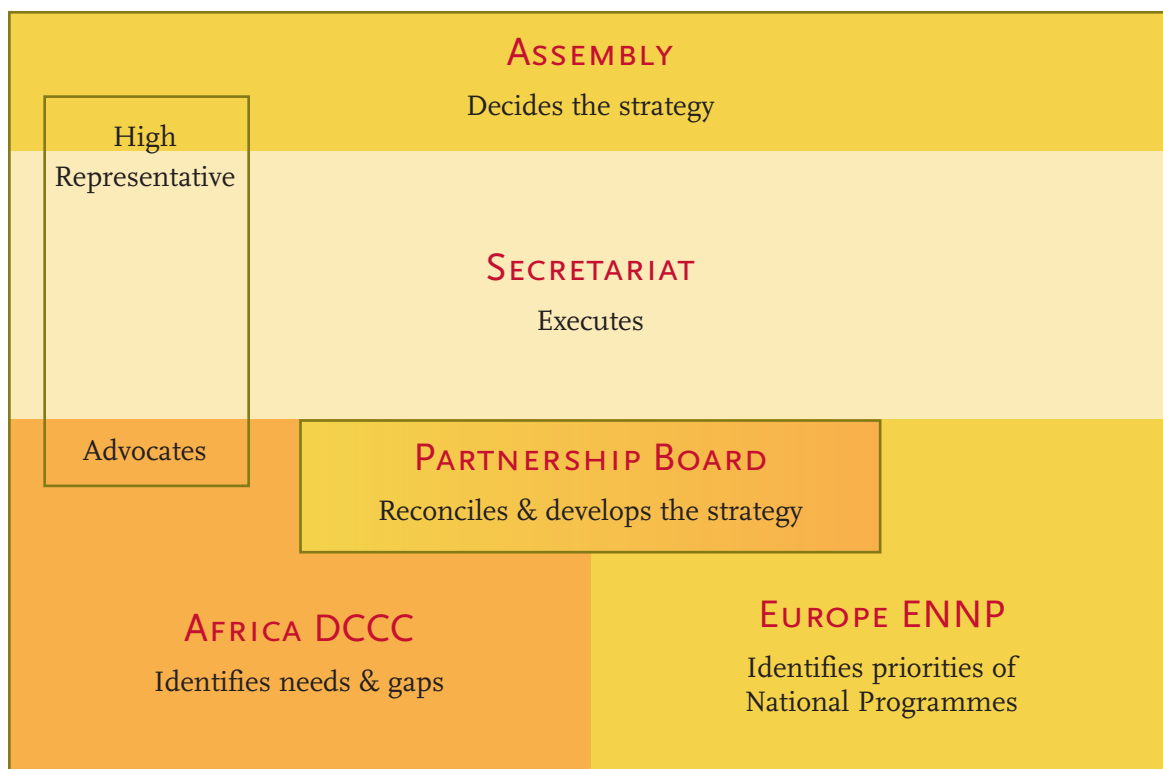 ASSEMBLY
Decides the strategy
High
Representative
SECRETARIAT
Executes
Advocates
PARTNERSHIP BOARD
Reconciles & develops the strategy
AFRICA DCCC
Identifies needs & gaps
EUROPE ENNP
Identifies priorities of
National Programmes